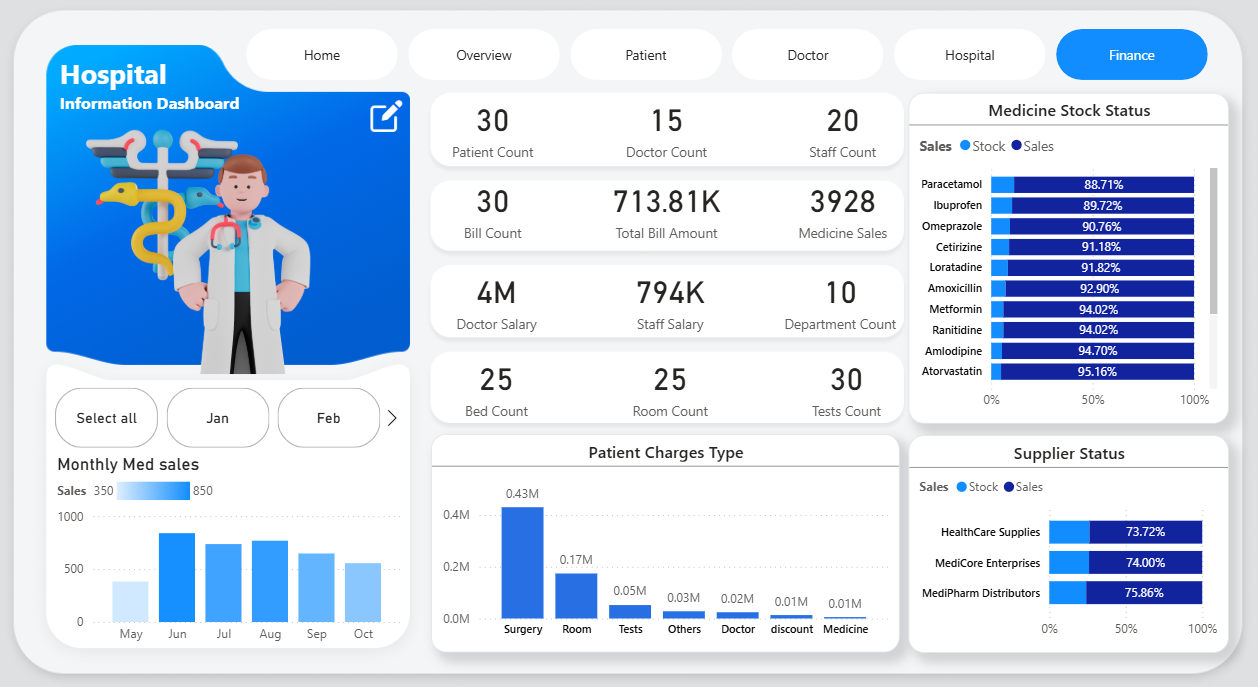 Home
Overview
Patient
Doctor
Hospital
Finance
Hospital
Information Dashboard
Select all
Jan
Feb
Monthly Med sales
Sales 350 850
1000
500
0
May Jun Jul Aug Sep Oct
30 15 20
Patient Count Doctor Count Staff Count
30 713.81K 3928
Bill Count Total Bill Amount Medicine Sales
4M 794K 10
Doctor Salary Staff Salary Department Count
25 25 30
Bed Count Room Count Tests Count
Patient Charges Type
0.4M
0.2M
0.0M
0.43M 0.17M 0.05M 0.03M 0.02M 0.01M 0.01M
Surgery Room Tests Others Doctor discount Medicine
Medicine Stock Status
Sales Stock Sales
Paracetamol 88.71%
Ibuprofen 89.72%
Omeprazole 90.76%
Cetirizine 91.18%
Loratadine 91.82%
Amoxicillin 92.90%
Metformin 94.02%
Ranitidine 94.02%
Amlodipine 94.70%
Atorvastatin 95.16%
0% 50% 100%
Supplier Status
Sales Stock Sales
HealthCare Supplies 73.72%
MediCore Enterprises 74.00%
MediPharm Distributors 75.86%
0% 50% 100%